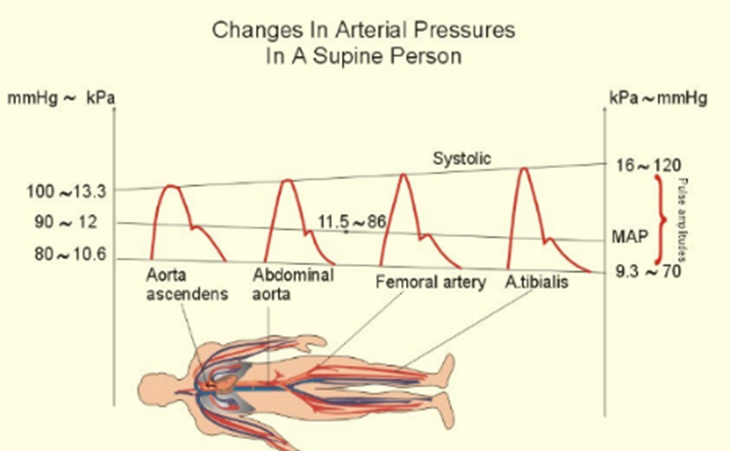 Changes In Arterial Pressures
In A Supine Person
mmHg ~ kPa
kPa ~ mmHg
Systolic
16 ~ 120
100 ~ 13.3
90 ~ 12
11.5 ~ 86
80 ~ 10.6
MAP
Pulse amplitudes
9.3 ~ 70
Aorta
ascendens
Abdominal
aorta
Femoral artery
A.tibialis